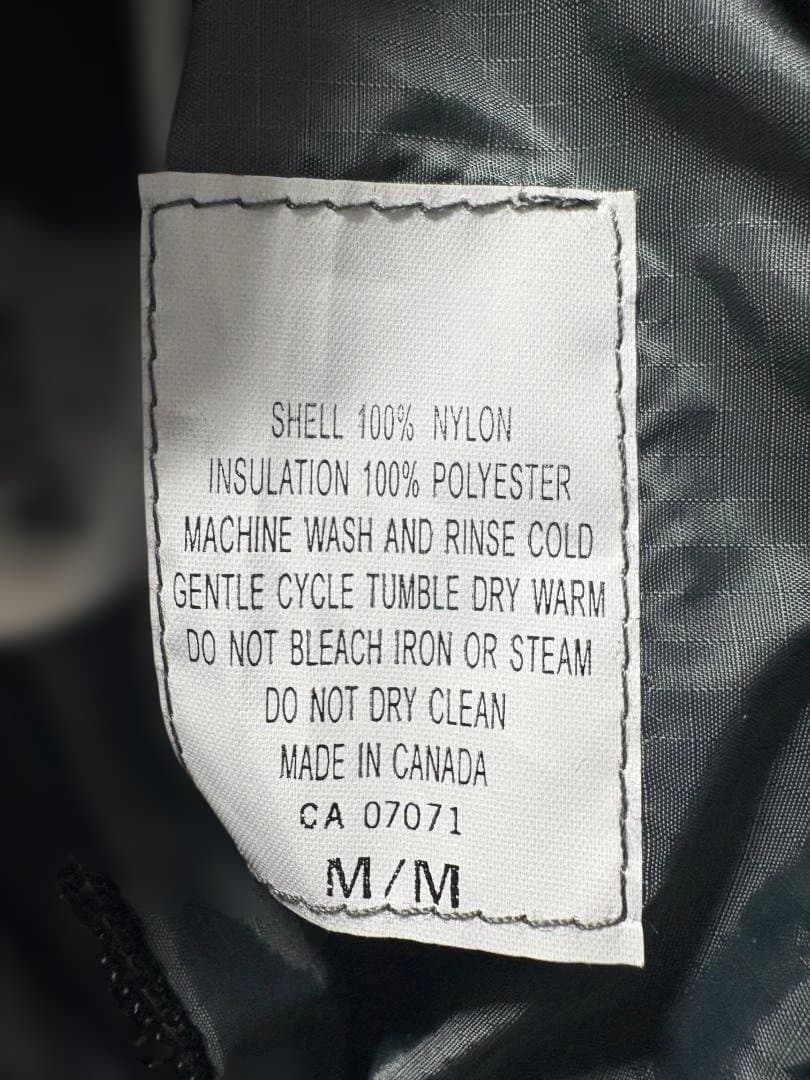 SHELL 100% NYLON
INSULATION 100% POLYESTER
MACHINE WASH AND RINSE COLD
GENTLE CYCLE TUMBLE DRY WARM
DO NOT BLEACH IRON OR STEAM
DO NOT DRY CLEAN
MADE IN CANADA
CA 07071
M/M